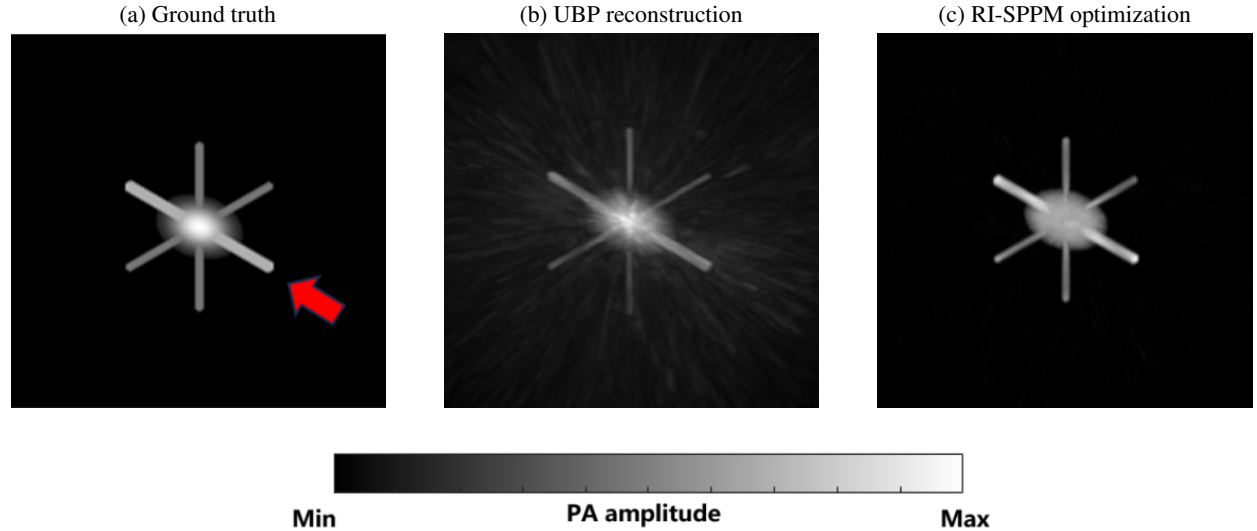 (a) Ground truth
(b) UBP reconstruction
(c) RI-SPPM optimization
Min
PA amplitude
Max